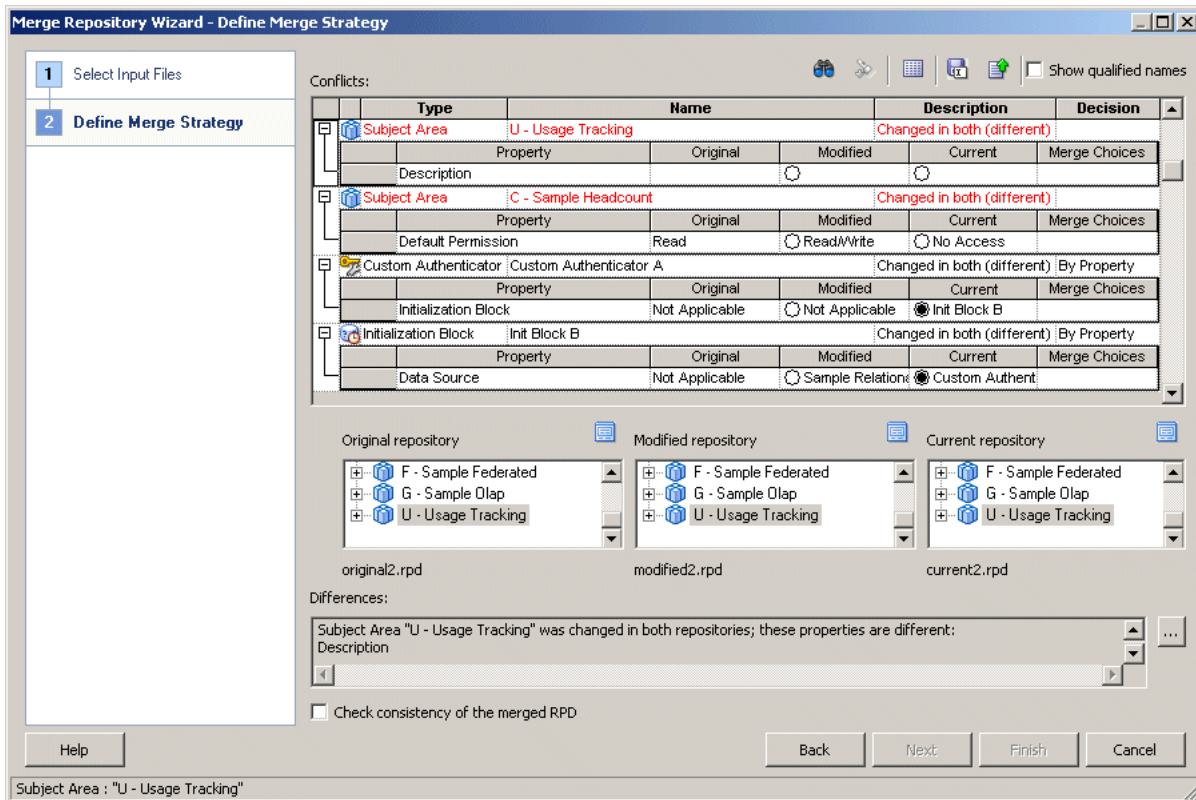 Merge Repository Wizard - Define Merge Strategy
1 Select Input Files
2 Define Merge Strategy
Conflicts:
Show qualified names
Type Name Description Decision
Subject Area U - Usage Tracking Changed in both (different)
Property Original Modified Current Merge Choices
Description
Subject Area C - Sample Headcount Changed in both (different)
Property Original Modified Current Merge Choices
Default Permission Read Read/Write No Access
Custom Authenticator Custom Authenticator A Changed in both (different) By Property
Property Original Modified Current Merge Choices
Initialization Block Not Applicable Not Applicable Init Block B
Initialization Block Init Block B Changed in both (different) By Property
Property Original Modified Current Merge Choices
Data Source Not Applicable Sample Relation Custom Authent
Original repository Modified repository Current repository
F - Sample Federated F - Sample Federated F - Sample Federated
G - Sample Olap G - Sample Olap G - Sample Olap
U - Usage Tracking U - Usage Tracking U - Usage Tracking
original2.rpd modified2.rpd current2.rpd
Differences:
Subject Area "U - Usage Tracking" was changed in both repositories; these properties are different:
Description
...
Check consistency of the merged RPD
Help Back Next Finish Cancel
Subject Area : "U - Usage Tracking"